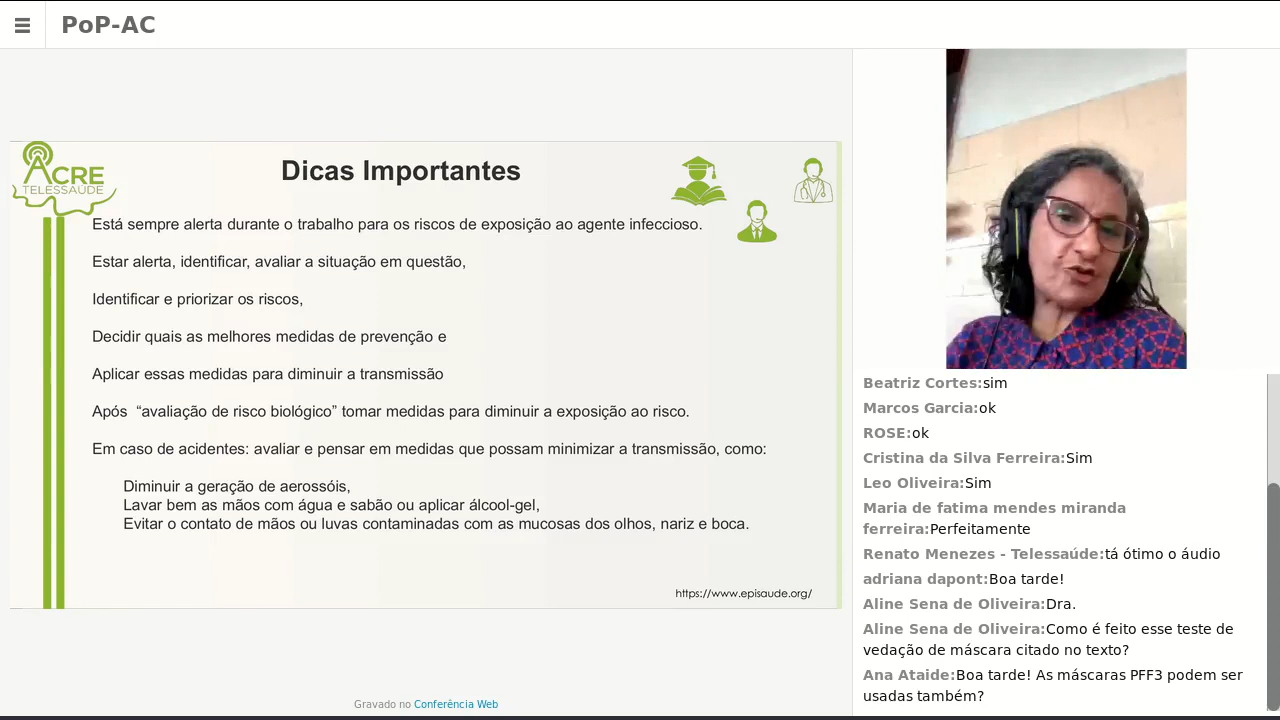 PoP-AC
ACRE
TELESSAÚDE
Dicas Importantes
Está sempre alerta durante o trabalho para os riscos de exposição ao agente infeccioso.
Estar alerta, identificar, avaliar a situação em questão,
Identificar e priorizar os riscos,
Decidir quais as melhores medidas de prevenção e
Aplicar essas medidas para diminuir a transmissão
Após “avaliação de risco biológico” tomar medidas para diminuir a exposição ao risco.
Em caso de acidentes: avaliar e pensar em medidas que possam minimizar a transmissão, como:
Diminuir a geração de aerossóis,
Lavar bem as mãos com água e sabão ou aplicar álcool-gel,
Evitar o contato de mãos ou luvas contaminadas com as mucosas dos olhos, nariz e boca.
https://www.episaude.org/
Gravado no Conferência Web
Beatriz Cortes:sim
Marcos Garcia:ok
ROSE:ok
Cristina da Silva Ferreira:Sim
Leo Oliveira:Sim
Maria de fatima mendes miranda
ferreira:Perfeitamente
Renato Menezes - Telessaúde:tá ótimo o áudio
adriana dapont:Boa tarde!
Aline Sena de Oliveira:Dra.
Aline Sena de Oliveira:Como é feito esse teste de
vedação de máscara citado no texto?
Ana Ataide:Boa tarde! As máscaras PFF3 podem ser
usadas também?